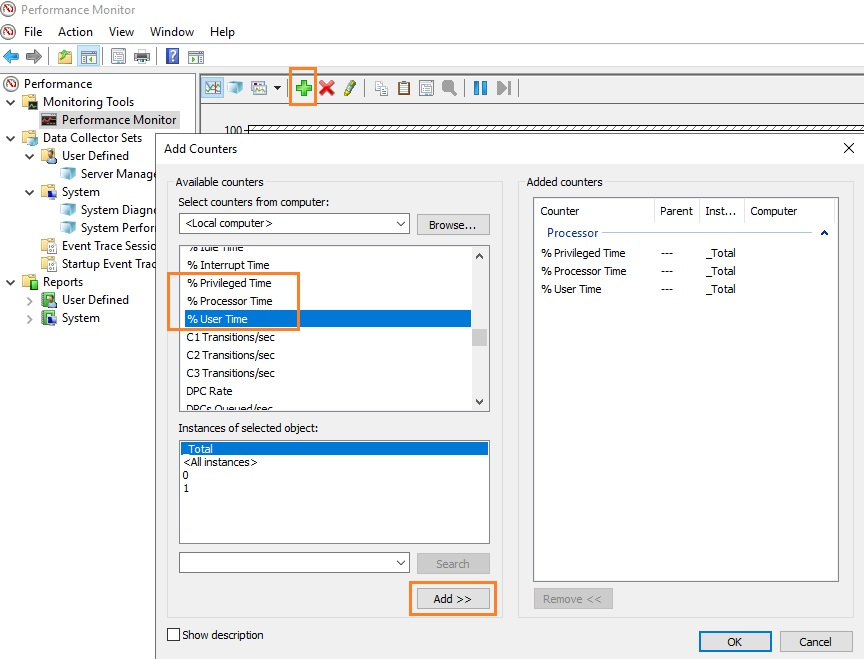 Performance Monitor
File Action View Window Help
Performance
Monitoring Tools
Performance Monitor
Data Collector Sets
User Defined
Server Manag
System
System Diagn
System Perfor
Event Trace Sessio
Startup Event Trac
Reports
User Defined
System
100
Add Counters
Available counters
Select counters from computer:
<Local computer>
Browse...
% Idle Time
% Interrupt Time
% Privileged Time
% Processor Time
% User Time
C1 Transitions/sec
C2 Transitions/sec
C3 Transitions/sec
DPC Rate
DPCs Queued/sec
Instances of selected object:
_Total
<All instances>
0
1
Search
Add >>
Show description
Added counters
Counter Parent Inst... Computer
Processor
% Privileged Time --- _Total
% Processor Time --- _Total
% User Time --- _Total
Remove <<
OK Cancel